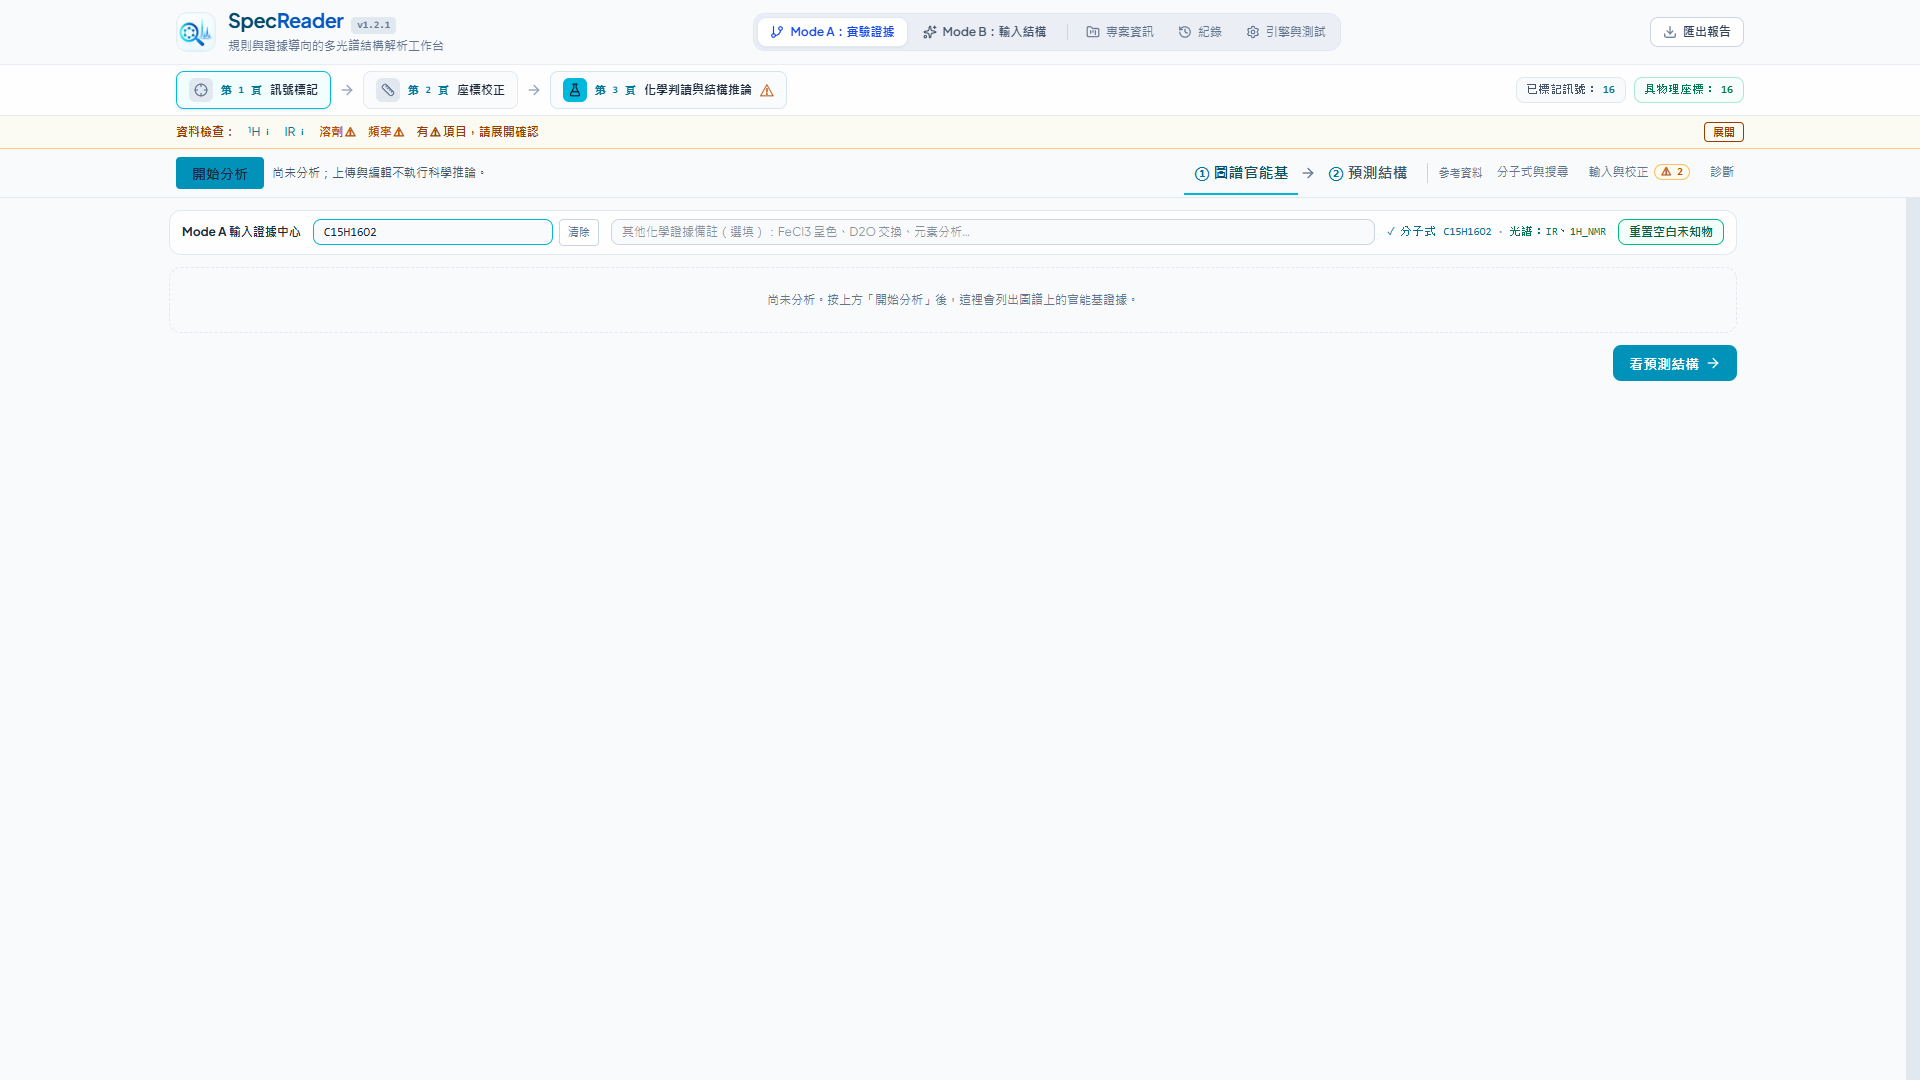 SpecReader v1.2.1
規則與證據導向的多光譜結構解析工作台
Mode A：實驗證據
Mode B：輸入結構
專案資訊
紀錄
引擎與測試
匯出報告
第 1 頁 訊號標記
第 2 頁 座標校正
第 3 頁 化學判讀與結構推論
已標記訊號： 16
具物理座標： 16
資料檢查： ¹H i IR i 溶劑⚠ 頻率⚠ 有⚠項目，請展開確認
展開
開始分析
尚未分析；上傳與編輯不執行科學推論。
① 圖譜官能基
② 預測結構
參考資料
分子式與搜尋
輸入與校正 ⚠ 2
診斷
Mode A 輸入證據中心
C15H16O2
清除
其他化學證據備註（選填）：FeCl3 呈色、D2O 交換、元素分析…
✓ 分子式 C15H16O2 · 光譜：IR、1H_NMR
重置空白未知物
尚未分析。按上方「開始分析」後，這裡會列出圖譜上的官能基證據。
看預測結構